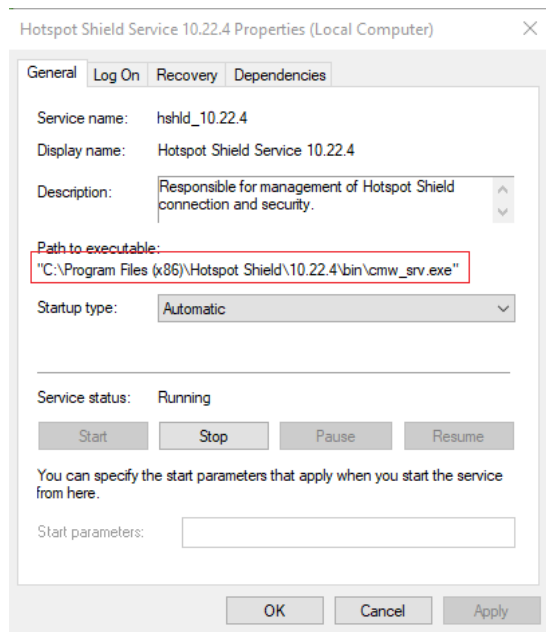 Hotspot Shield Service 10.22.4 Properties (Local Computer)
General Log On Recovery Dependencies
Service name: hshld_10.22.4
Display name: Hotspot Shield Service 10.22.4
Description: Responsible for management of Hotspot Shield
connection and security.
Path to executable:
"C:\Program Files (x86)\Hotspot Shield\10.22.4\bin\cmw_srv.exe"
Startup type: Automatic
Service status: Running
Start Stop Pause Resume
You can specify the start parameters that apply when you start the service
from here.
Start parameters:
OK Cancel Apply